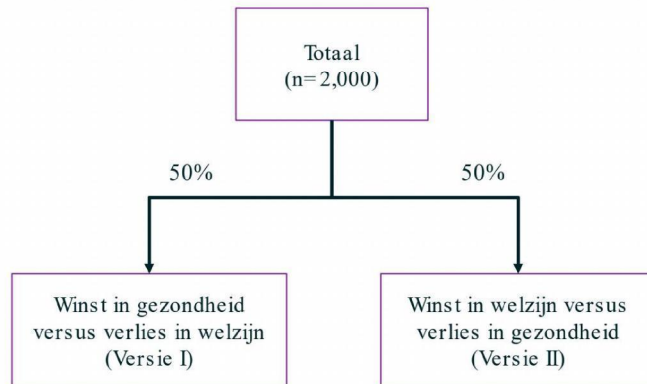 Totaal
(n=2,000)
50%
50%
Winst in gezondheid
versus verlies in welzijn
(Versie I)
Winst in welzijn versus
verlies in gezondheid
(Versie II)